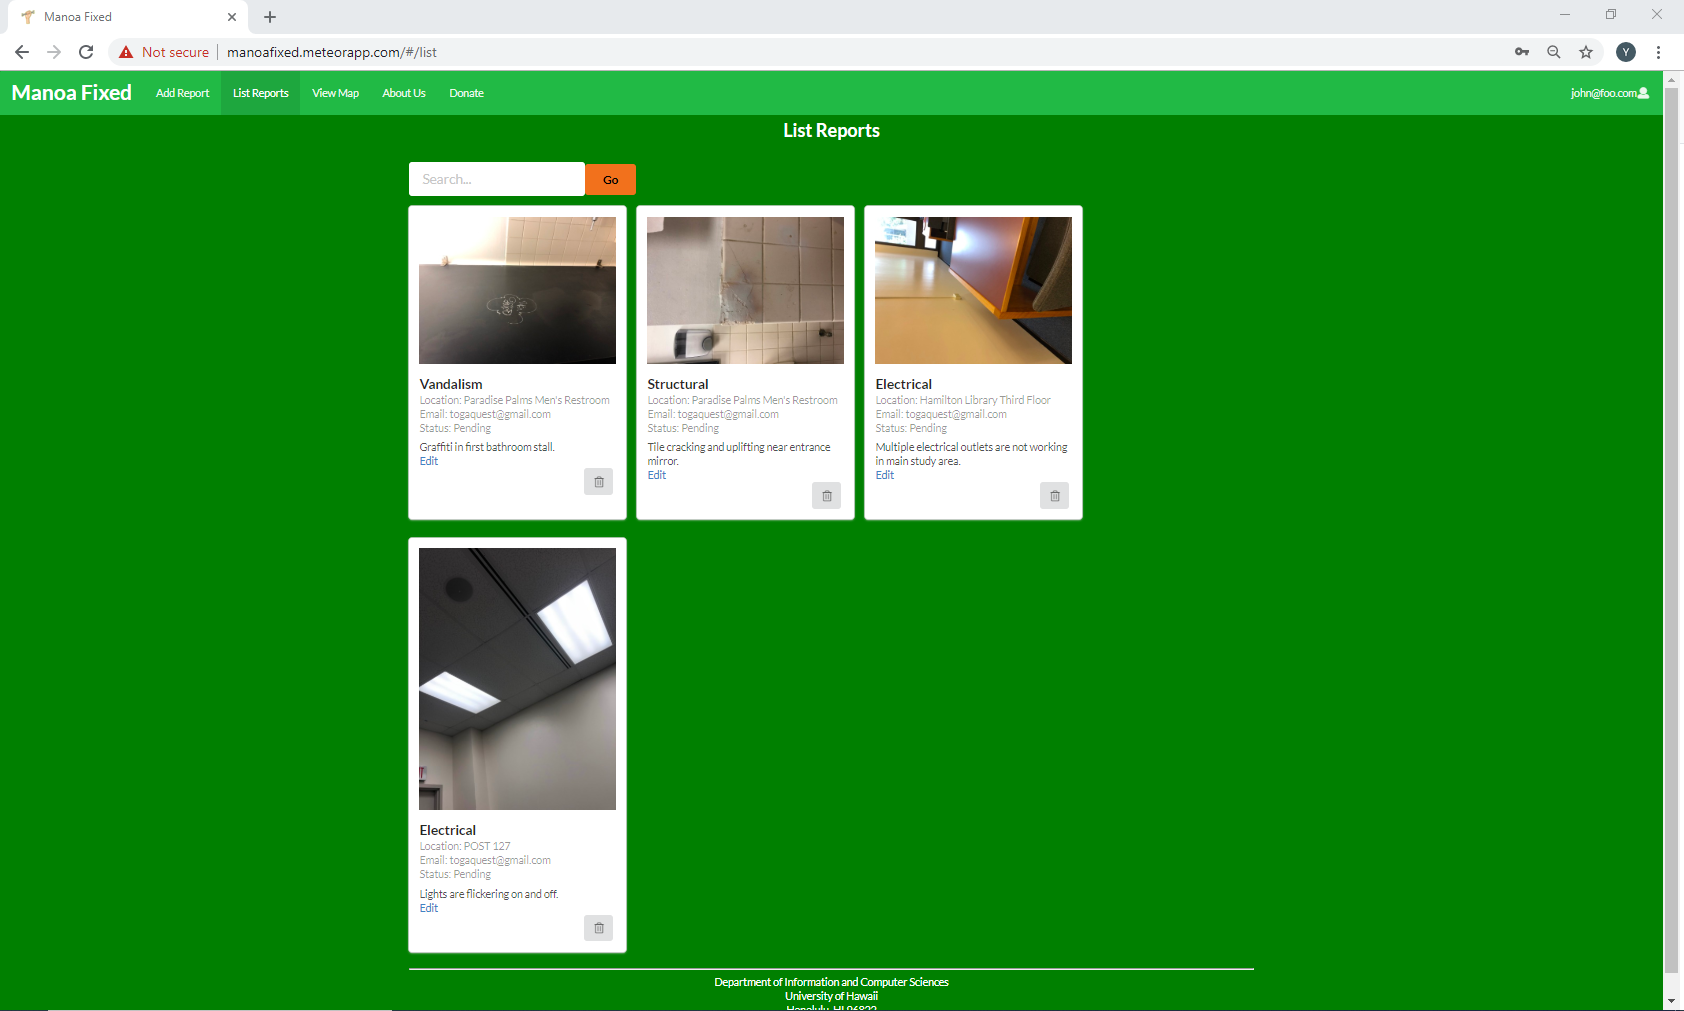 Manoa Fixed
Not secure
manoafixed.meteorapp.com/#/list
Y
Manoa Fixed
Add Report
List Reports
View Map
About Us
Donate
john@foo.com
List Reports
Search...
Go
Vandalism
Location: Paradise Palms Men's Restroom
Email: togaquest@gmail.com
Status: Pending
Graffiti in first bathroom stall.
Edit
Structural
Location: Paradise Palms Men's Restroom
Email: togaquest@gmail.com
Status: Pending
Tile cracking and uplifting near entrance
mirror.
Edit
Electrical
Location: Hamilton Library Third Floor
Email: togaquest@gmail.com
Status: Pending
Multiple electrical outlets are not working
in main study area.
Edit
Electrical
Location: POST 127
Email: togaquest@gmail.com
Status: Pending
Lights are flickering on and off.
Edit
Department of Information and Computer Sciences
University of Hawaii
Honolulu, HI 96822